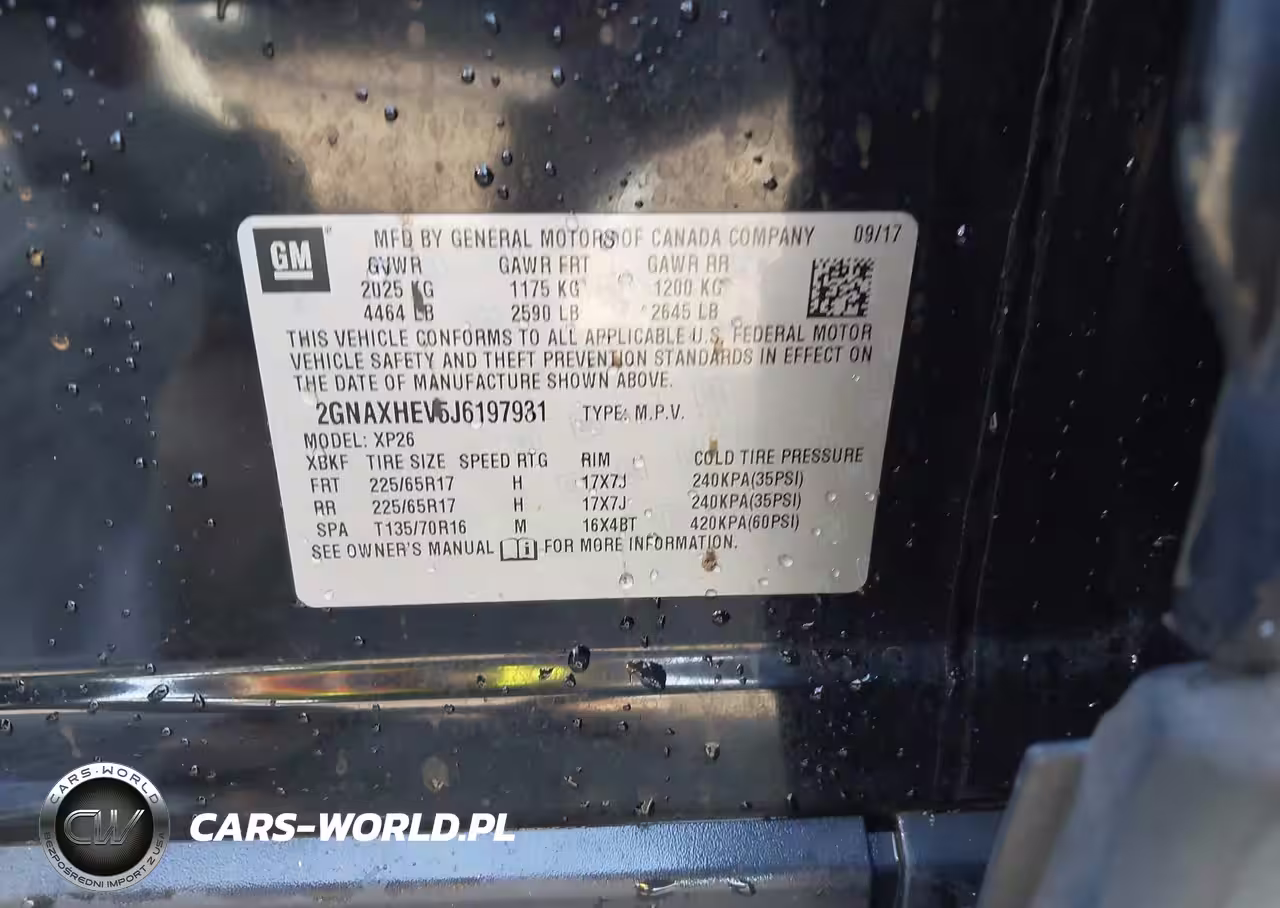 GM
MFD BY GENERAL MOTORS OF CANADA COMPANY 09/17
GVWR GAWR FRT GAWR RR
2025 KG 1175 KG 1200 KG
4464 LB 2590 LB 2645 LB
THIS VEHICLE CONFORMS TO ALL APPLICABLE U.S. FEDERAL MOTOR
VEHICLE SAFETY AND THEFT PREVENTION STANDARDS IN EFFECT ON
THE DATE OF MANUFACTURE SHOWN ABOVE.
2GNAXHEV6J6197931 TYPE: M.P.V.
MODEL: XP26
XBKF TIRE SIZE SPEED RTG RIM COLD TIRE PRESSURE
FRT 225/65R17 H 17X7J 240KPA(35PSI)
RR 225/65R17 H 17X7J 240KPA(35PSI)
SPA T135/70R16 M 16X4BT 420KPA(60PSI)
SEE OWNER'S MANUAL FOR MORE INFORMATION.
CARS-WORLD
CW
BEZPOŚREDNI IMPORT Z USA
CARS-WORLD.PL